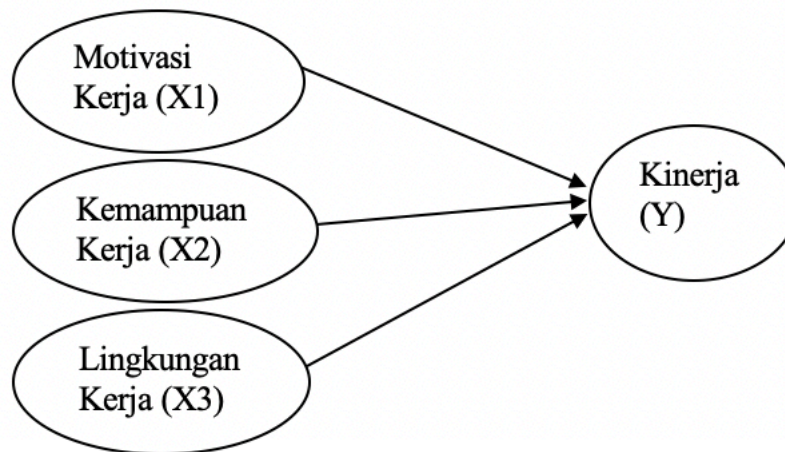 Motivasi
Kerja (X1)
Kemampuan
Kerja (X2)
Lingkungan
Kerja (X3)
Kinerja
(Y)